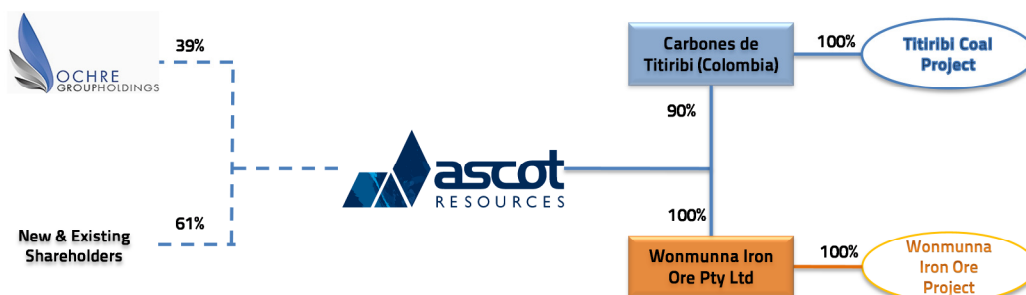 OCHRE
GROUPHOLDINGS
39%
61%
New & Existing
Shareholders
ascot
RESOURCES
Carbones de
Titiribi (Colombia)
100%
Titiribi Coal
Project
90%
100%
Wonmunna Iron
Ore Pty Ltd
100%
Wonmunna
Iron Ore
Project